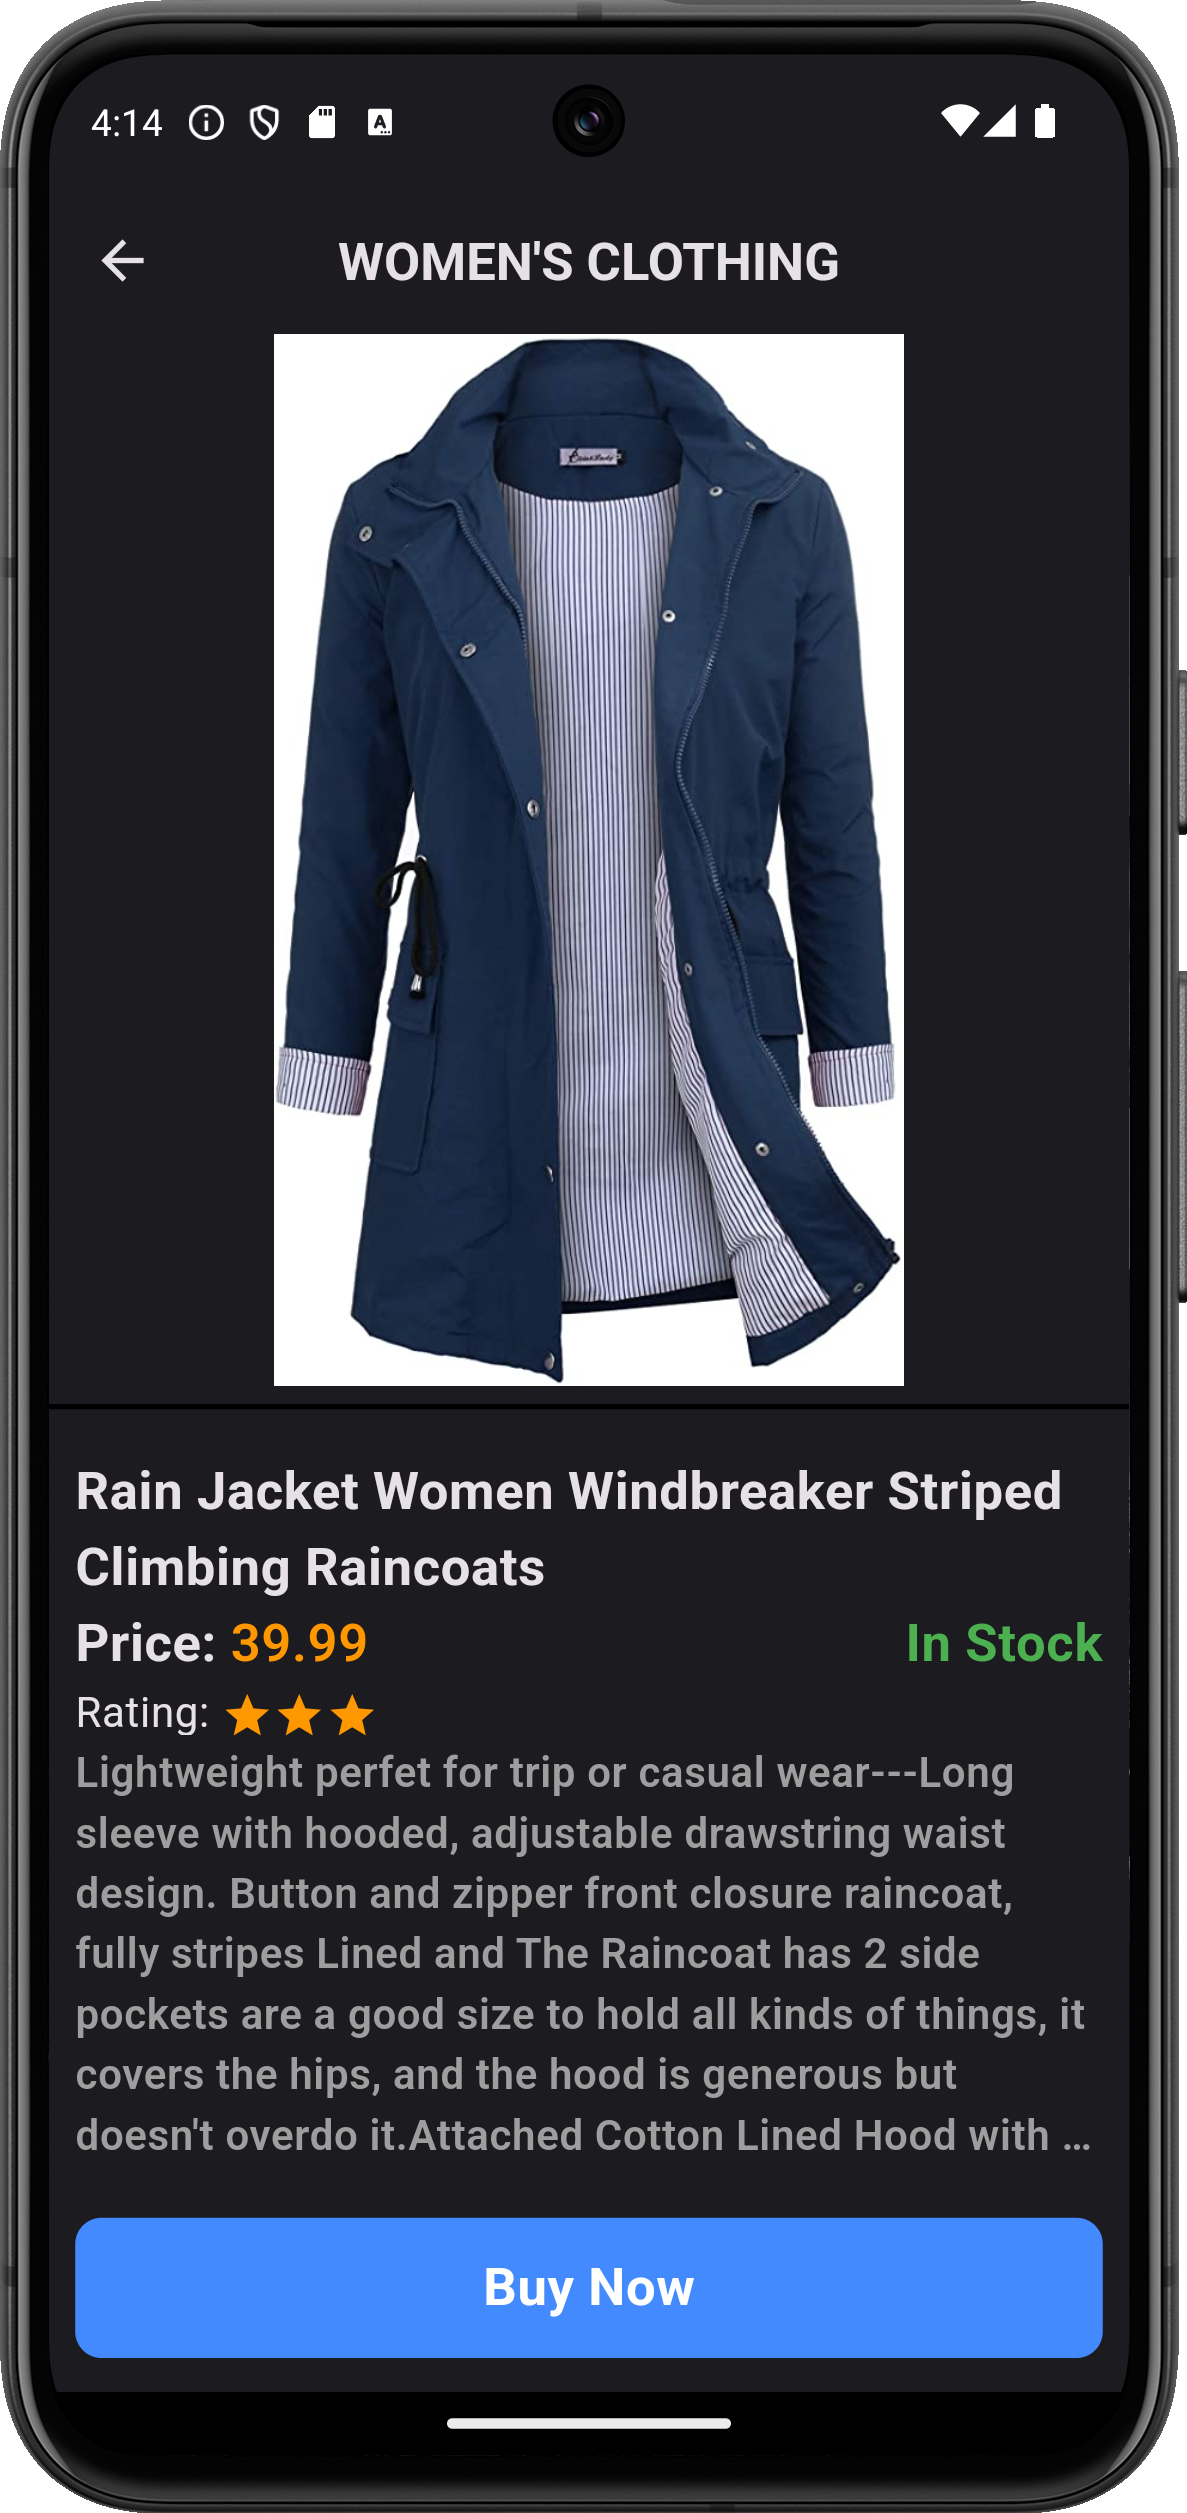 4:14
WOMEN'S CLOTHING
Rain Jacket Women Windbreaker Striped
Climbing Raincoats
Price: 39.99
In Stock
Rating:
Lightweight perfet for trip or casual wear---Long
sleeve with hooded, adjustable drawstring waist
design. Button and zipper front closure raincoat,
fully stripes Lined and The Raincoat has 2 side
pockets are a good size to hold all kinds of things, it
covers the hips, and the hood is generous but
doesn't overdo it.Attached Cotton Lined Hood with ...
Buy Now